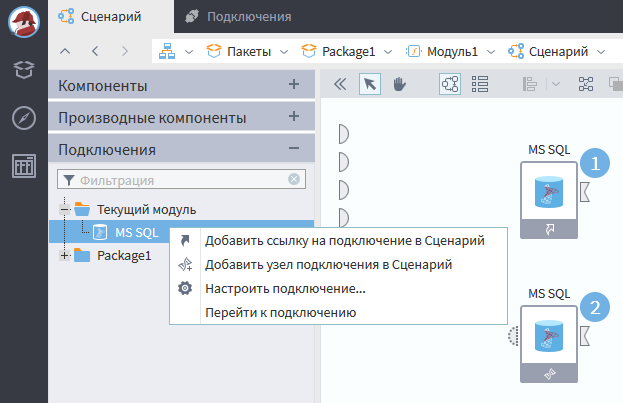 Сценарий
Подключения
Пакеты
Package1
Модуль1
Сценарий
Компоненты
Производные компоненты
Подключения
Фильтрация
Текущий модуль
MS SQL
Package1
Добавить ссылку на подключение в Сценарий
Добавить узел подключения в Сценарий
Настроить подключение...
Перейти к подключению
MS SQL
1
MS SQL
2